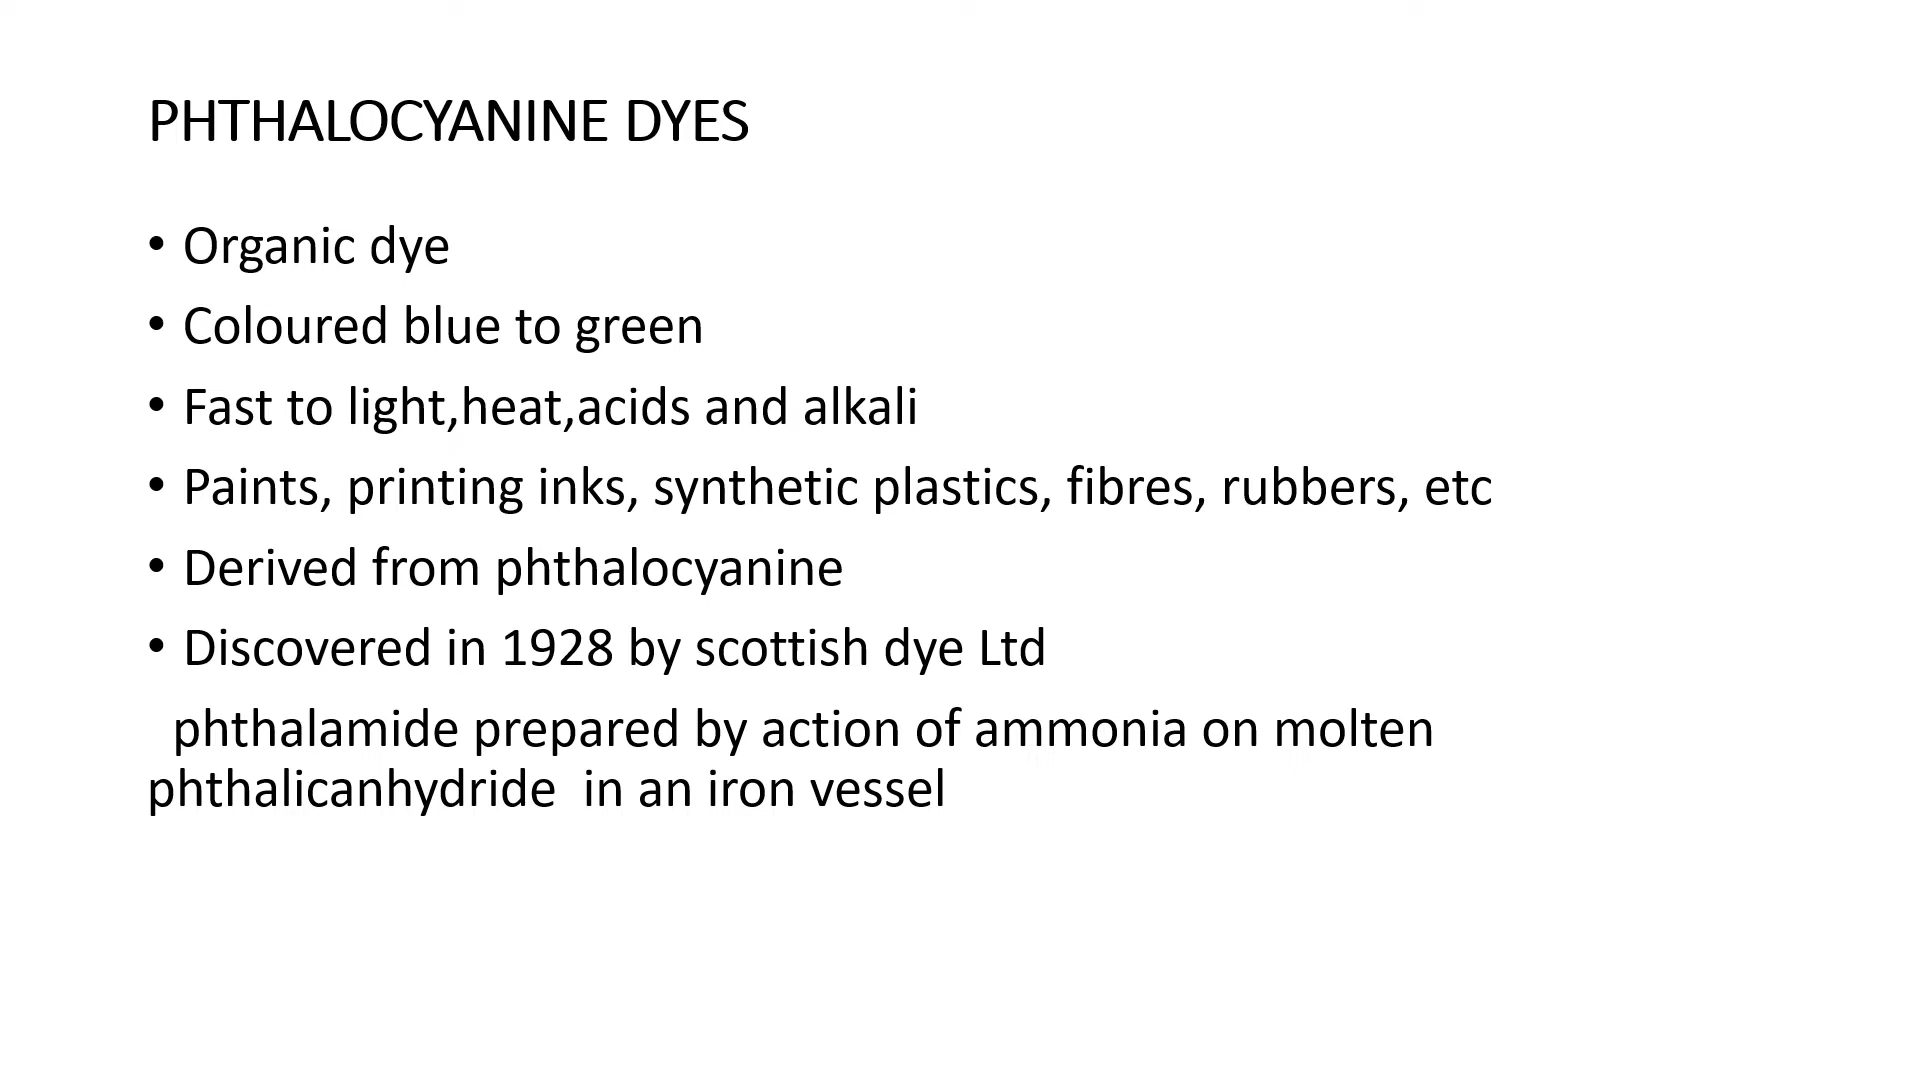 PHTHALOCYANINE DYES
• Organic dye
• Coloured blue to green
• Fast to light,heat,acids and alkali
• Paints, printing inks, synthetic plastics, fibres, rubbers, etc
• Derived from phthalocyanine
• Discovered in 1928 by scottish dye Ltd
phthalamide prepared by action of ammonia on molten
phthalicanhydride  in an iron vessel